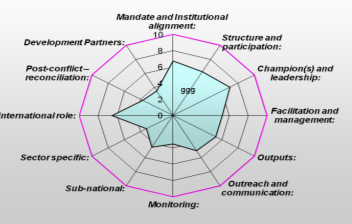 Mandate and Institutional
alignment:
Structure and
participation:
Champion(s) and
leadership:
Facilitation and
management:
Outputs:
Outreach and
communication:
Monitoring:
Sub-national:
Sector specific:
International role:
Post-conflict –
reconciliation:
Development Partners:
10
8
6
4
2
0
ggg